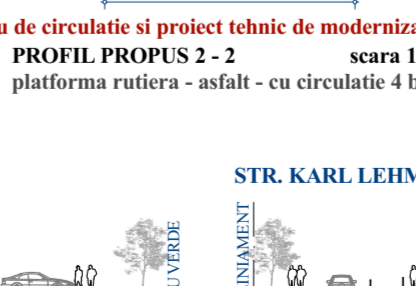 u de circulatie si proiect tehnic de moderniza
PROFIL PROPUS 2 - 2 scara 1
platforma rutiera - asfalt - cu circulatie 4 b
STR. KARL LEHM
U VERDE
INIAMENT